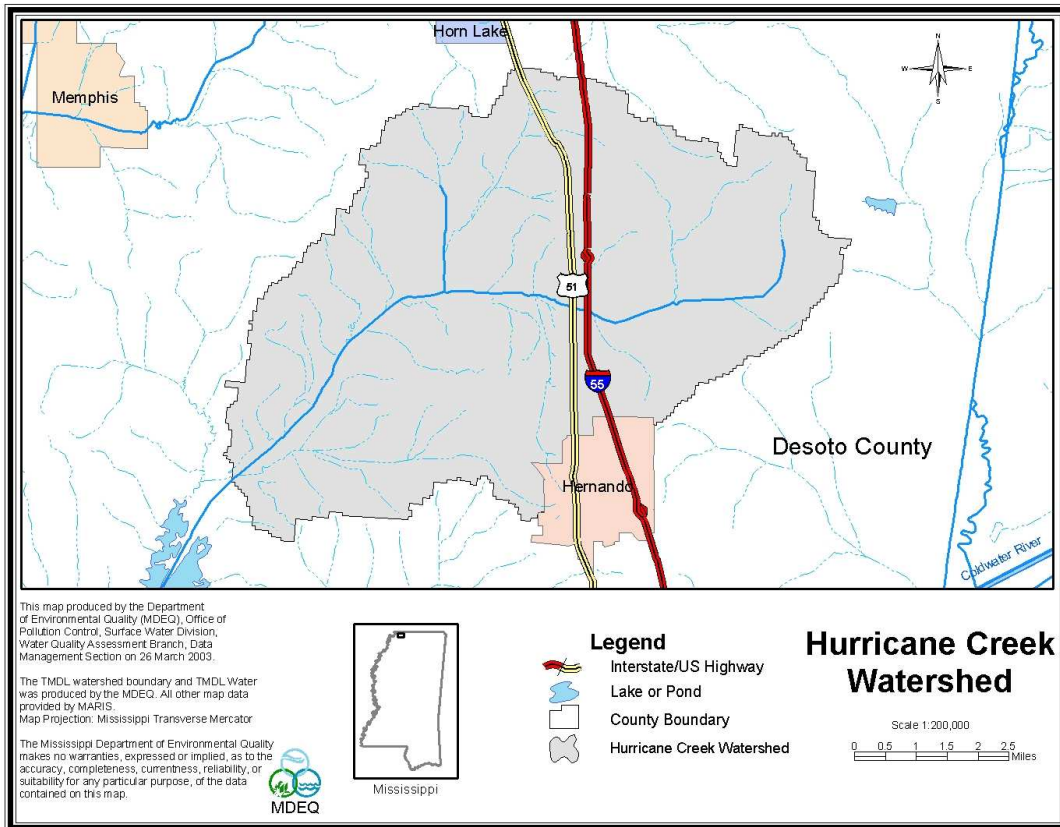 Horn Lake
Memphis
N
W E
S
51
55
Desoto County
Hernando
Coldwater River
This map produced by the Department
of Environmental Quality (MDEQ), Office of
Pollution Control, Surface Water Division,
Water Quality Assessment Branch, Data
Management Section on 26 March 2003.
The TMDL watershed boundary and TMDL Water
was produced by the MDEQ. All other map data
provided by MARIS.
Map Projection: Mississippi Transverse Mercator
The Mississippi Department of Environmental Quality
makes no warranties, expressed or implied, as to the
accuracy, completeness, currentness, reliability, or
suitability for any particular purpose, of the data
contained on this map.
MDEQ
Mississippi
Legend
Interstate/US Highway
Lake or Pond
County Boundary
Hurricane Creek Watershed
Hurricane Creek
Watershed
Scale 1:200,000
0 0.5 1 1.5 2 2.5
Miles